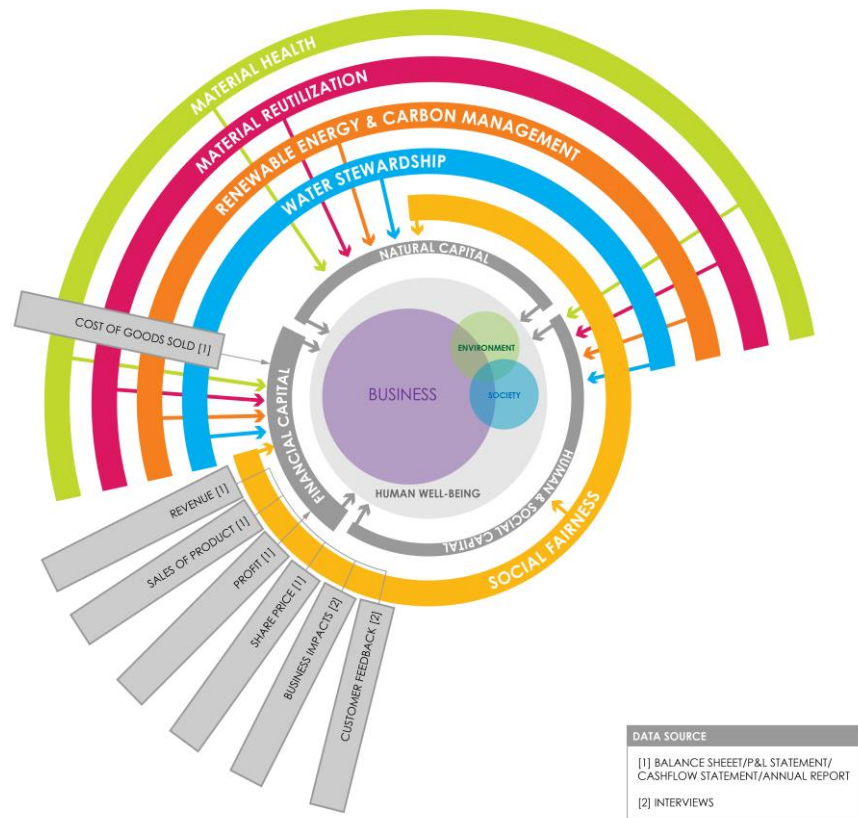 MATERIAL HEALTH
MATERIAL REUTILIZATION
RENEWABLE ENERGY & CARBON MANAGEMENT
WATER STEWARDSHIP
NATURAL CAPITAL
COST OF GOODS SOLD [1]
FINANCIAL CAPITAL
ENVIRONMENT
BUSINESS
SOCIETY
HUMAN WELL-BEING
HUMAN & SOCIAL CAPITAL
SOCIAL FAIRNESS
REVENUE [1]
SALES OF PRODUCT [1]
PROFIT [1]
SHARE PRICE [1]
BUSINESS IMPACTS [2]
CUSTOMER FEEDBACK [2]
DATA SOURCE
[1] BALANCE SHEEET/P&L STATEMENT/
CASHFLOW STATEMENT/ANNUAL REPORT
[2] INTERVIEWS